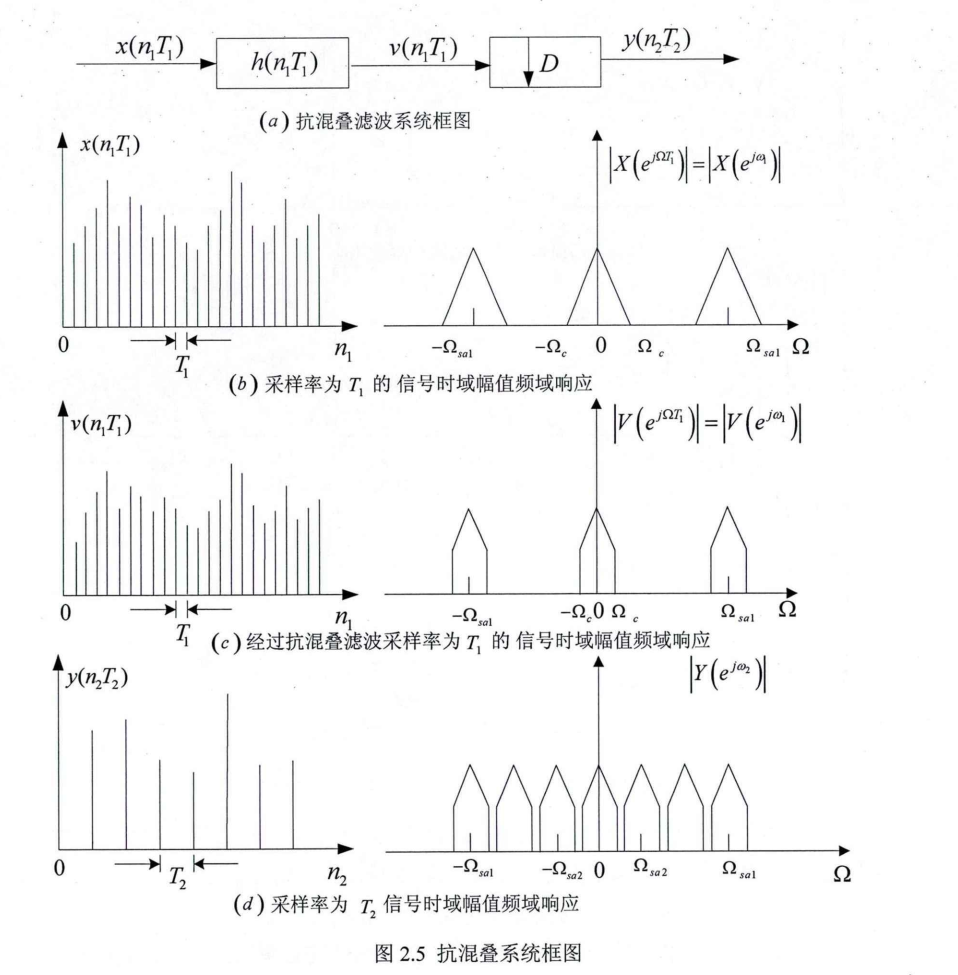 x(n₁T₁) h(n₁T₁) v(n₁T₁) D y(n₂T₂)
(a) 抗混叠滤波系统框图
x(n₁T₁) |X(e^{jΩT₁})|=|X(e^{jω₁})|
0 T₁ n₁ -Ω_{sa1} -Ω_c 0 Ω_c Ω_{sa1} Ω
(b) 采样率为 T₁ 的 信号时域幅值频域响应
v(n₁T₁) |V(e^{jΩT₁})|=|V(e^{jω₁})|
0 T₁ n₁ -Ω_{sa1} -Ω_c 0 Ω_c Ω_{sa1} Ω
(c) 经过抗混叠滤波采样率为 T₁ 的 信号时域幅值频域响应
y(n₂T₂) |Y(e^{jω₂})|
0 T₂ n₂ -Ω_{sa1} -Ω_{sa2} 0 Ω_{sa2} Ω_{sa1} Ω
(d) 采样率为 T₂ 信号时域幅值频域响应
图 2.5 抗混叠系统框图